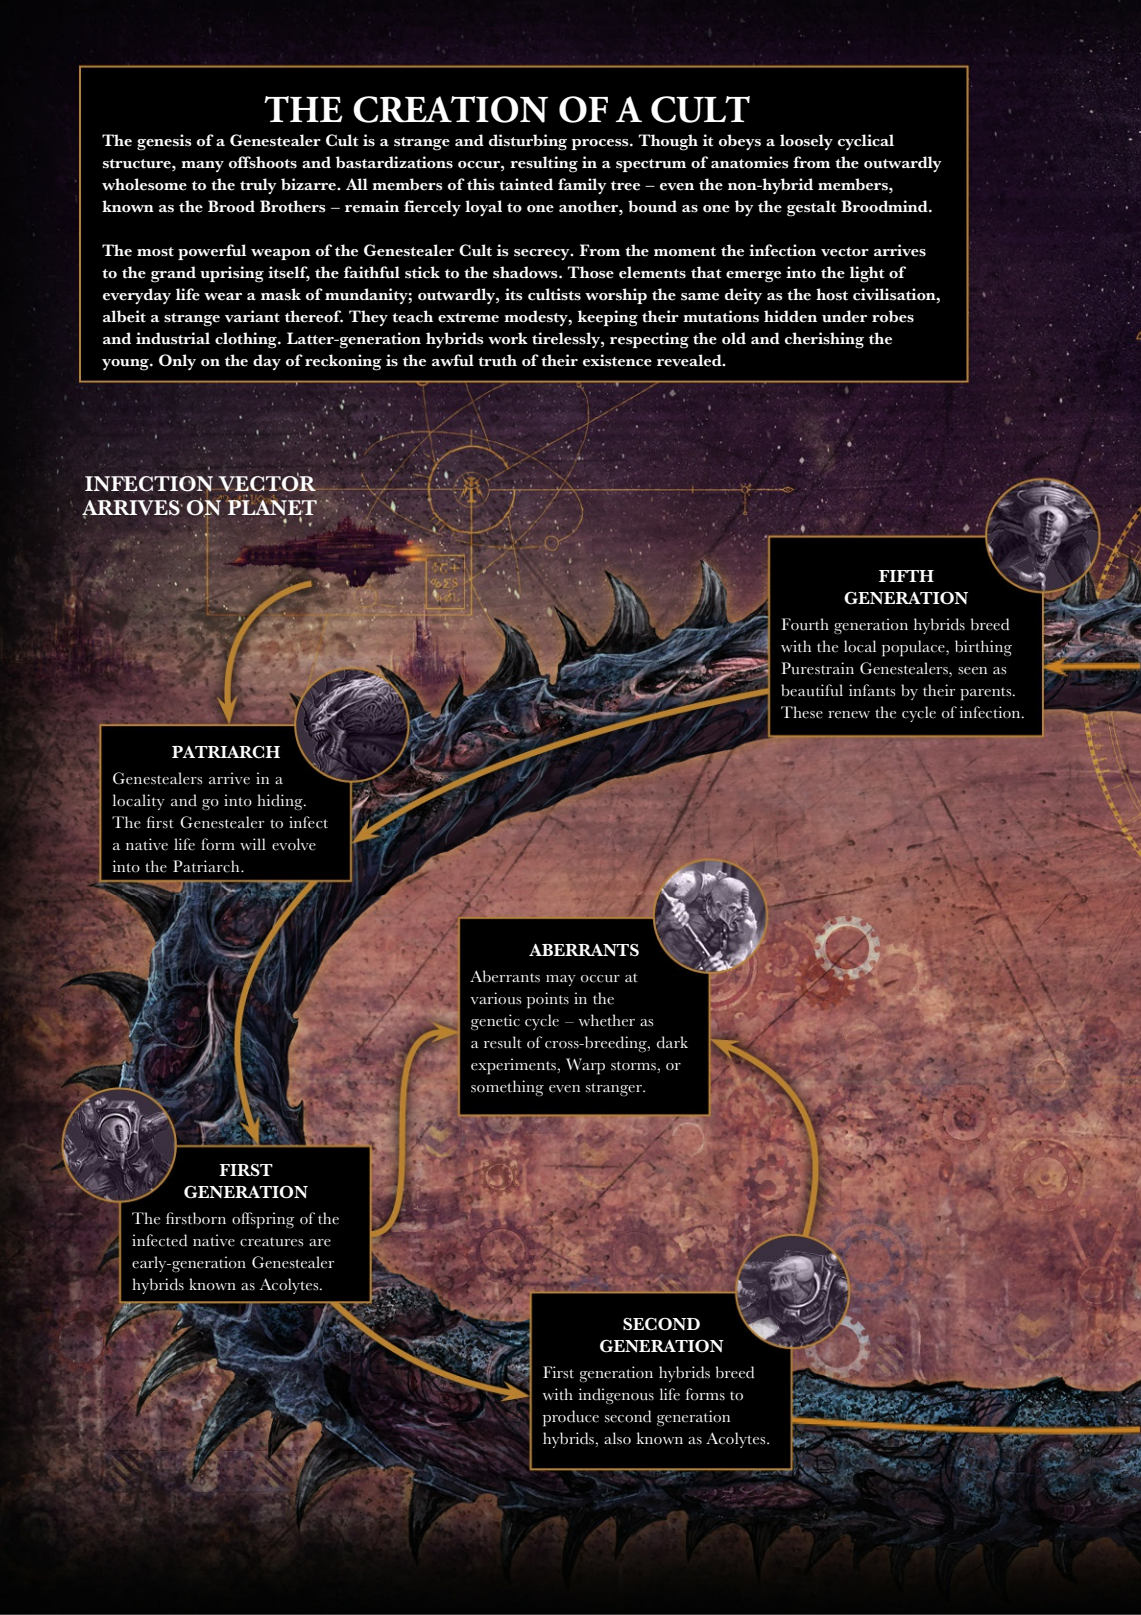 THE CREATION OF A CULT
The genesis of a Genestealer Cult is a strange and disturbing process. Though it obeys a loosely cyclical
structure, many offshoots and bastardizations occur, resulting in a spectrum of anatomies from the outwardly
wholesome to the truly bizarre. All members of this tainted family tree – even the non-hybrid members,
known as the Brood Brothers – remain fiercely loyal to one another, bound as one by the gestalt Broodmind.
The most powerful weapon of the Genestealer Cult is secrecy. From the moment the infection vector arrives
to the grand uprising itself, the faithful stick to the shadows. Those elements that emerge into the light of
everyday life wear a mask of mundanity; outwardly, its cultists worship the same deity as the host civilisation,
albeit a strange variant thereof. They teach extreme modesty, keeping their mutations hidden under robes
and industrial clothing. Latter-generation hybrids work tirelessly, respecting the old and cherishing the
young. Only on the day of reckoning is the awful truth of their existence revealed.
INFECTION VECTOR
ARRIVES ON PLANET
FIFTH
GENERATION
Fourth generation hybrids breed
with the local populace, birthing
Purestrain Genestealers, seen as
beautiful infants by their parents.
These renew the cycle of infection.
PATRIARCH
Genestealers arrive in a
locality and go into hiding.
The first Genestealer to infect
a native life form will evolve
into the Patriarch.
ABERRANTS
Aberrants may occur at
various points in the
genetic cycle – whether as
a result of cross-breeding, dark
experiments, Warp storms, or
something even stranger.
FIRST
GENERATION
The firstborn offspring of the
infected native creatures are
early-generation Genestealer
hybrids known as Acolytes.
SECOND
GENERATION
First generation hybrids breed
with indigenous life forms to
produce second generation
hybrids, also known as Acolytes.